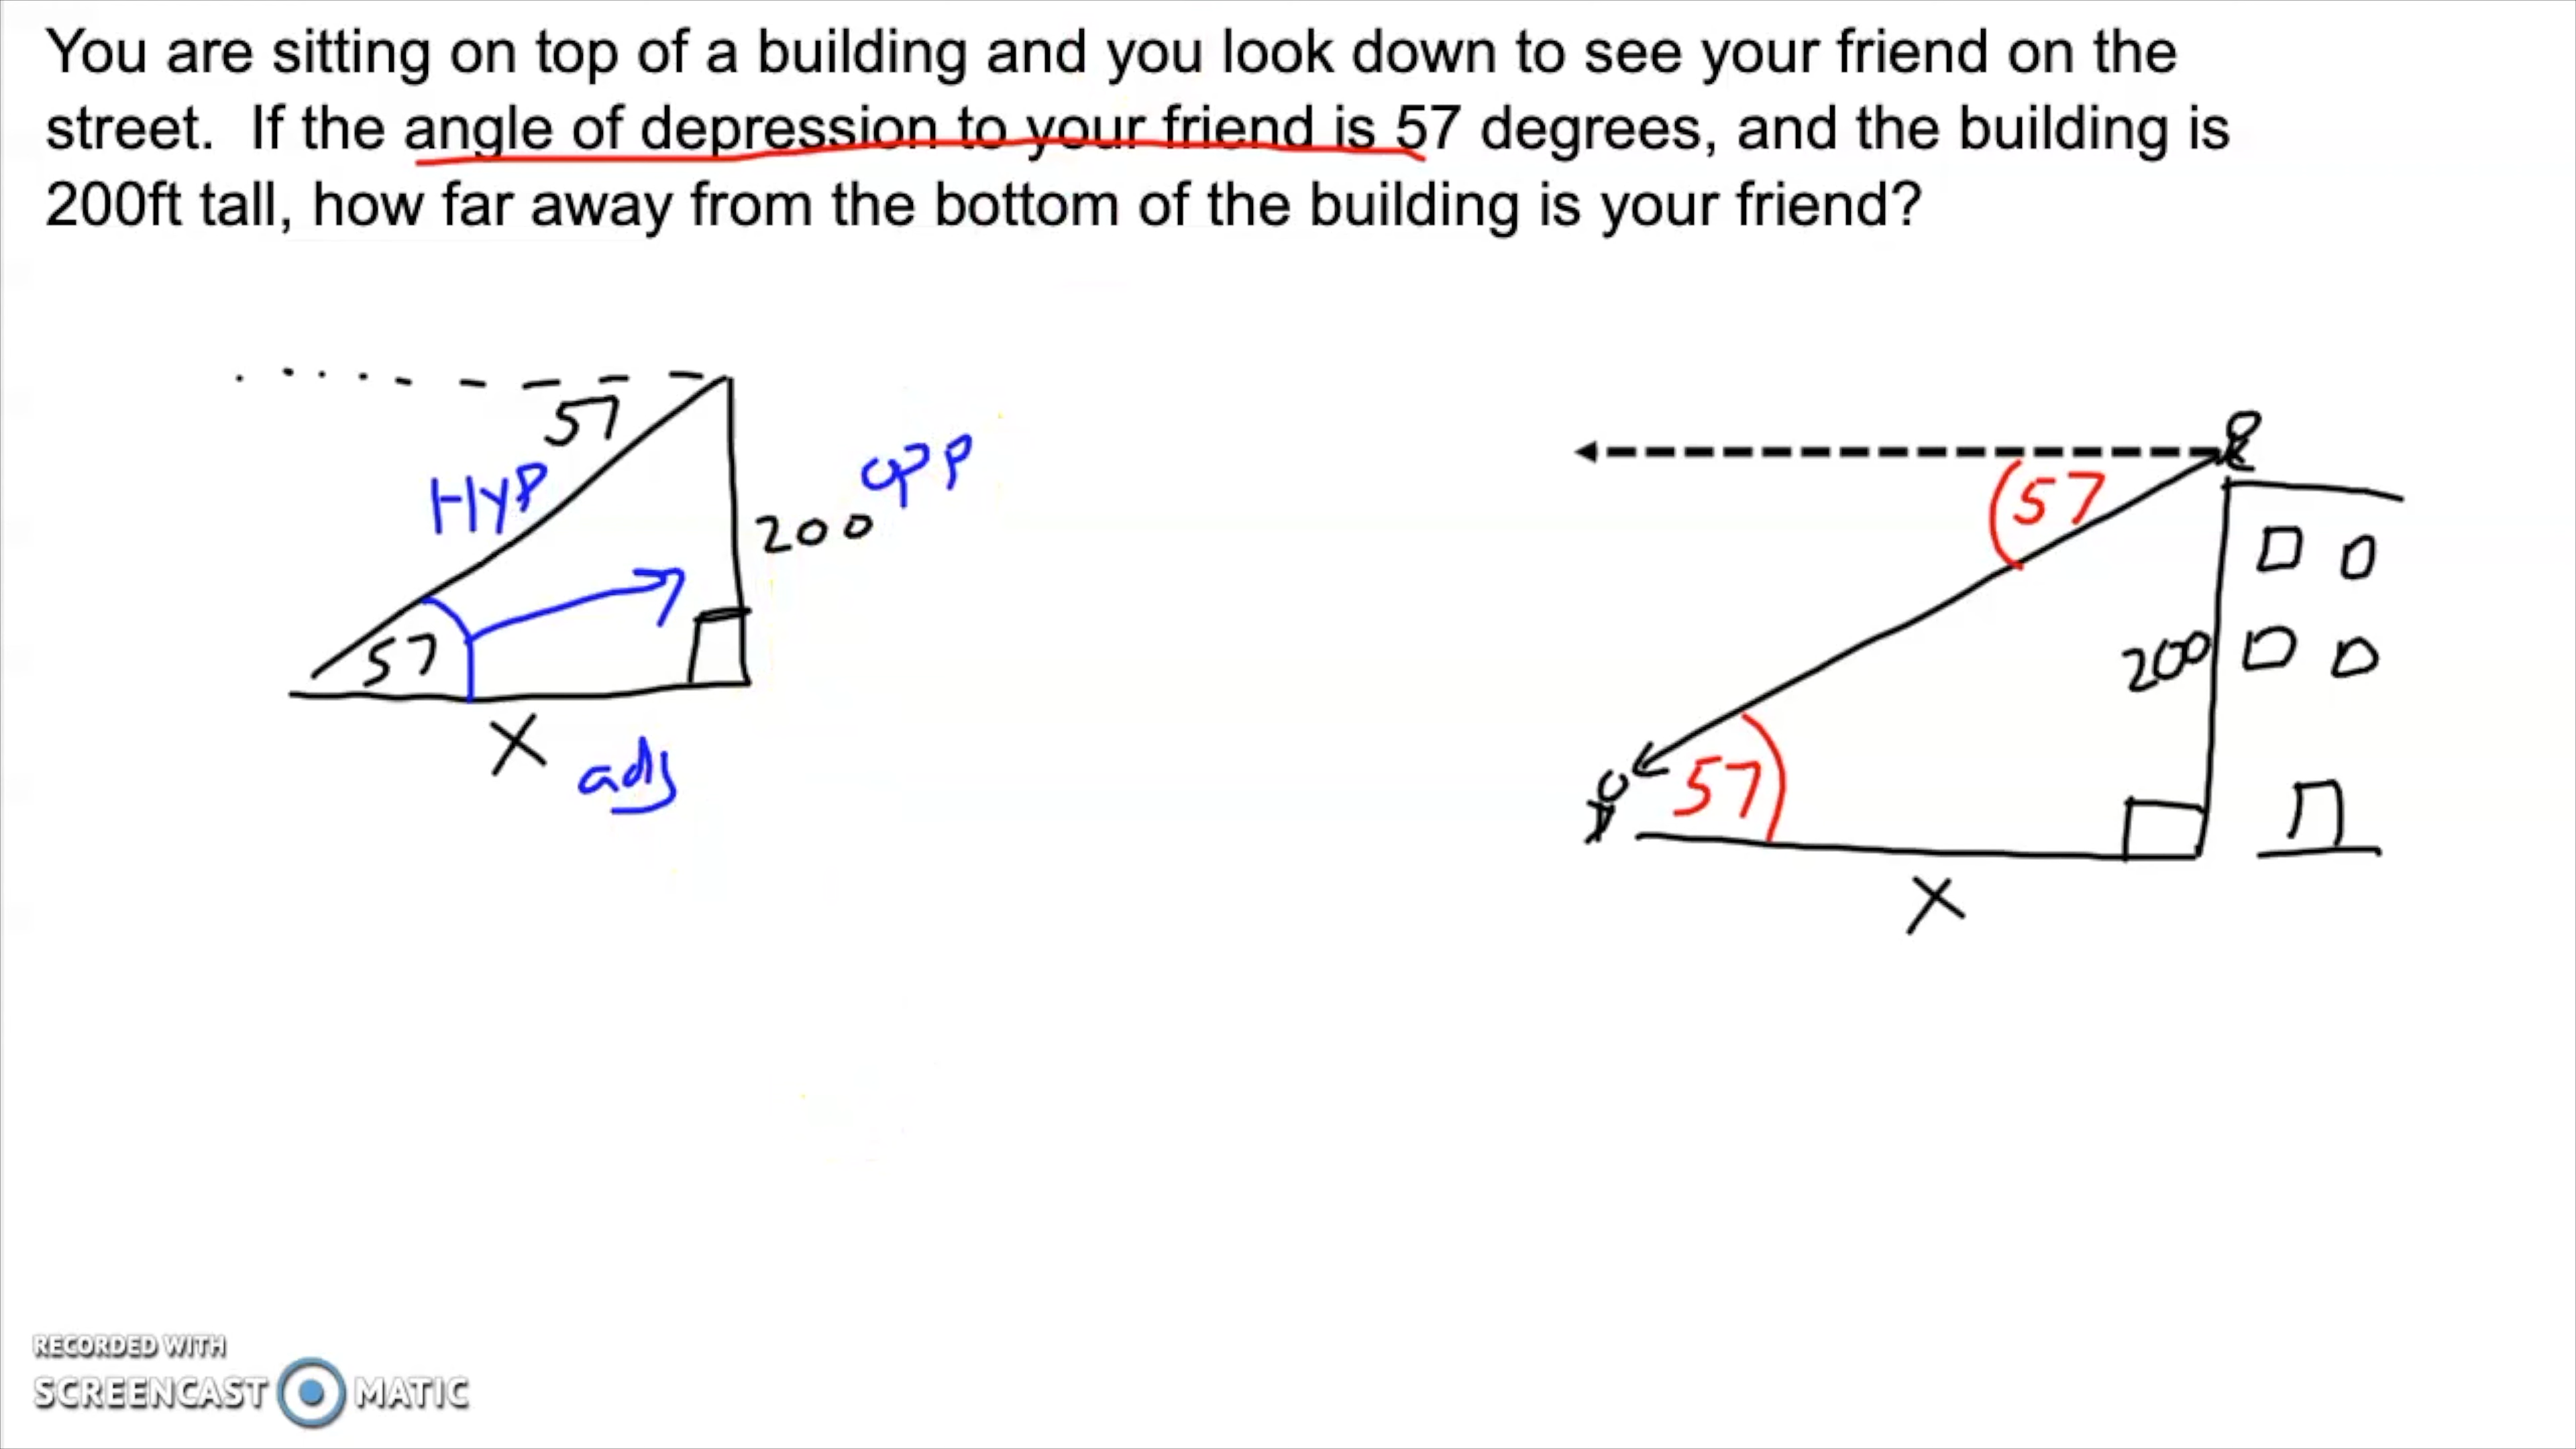 You are sitting on top of a building and you look down to see your friend on the
street. If the angle of depression to your friend is 57 degrees, and the building is
200ft tall, how far away from the bottom of the building is your friend?
57
Hyp
opp
200
57
X
adj
57
200
57
X
RECORDED WITH
SCREENCAST MATIC